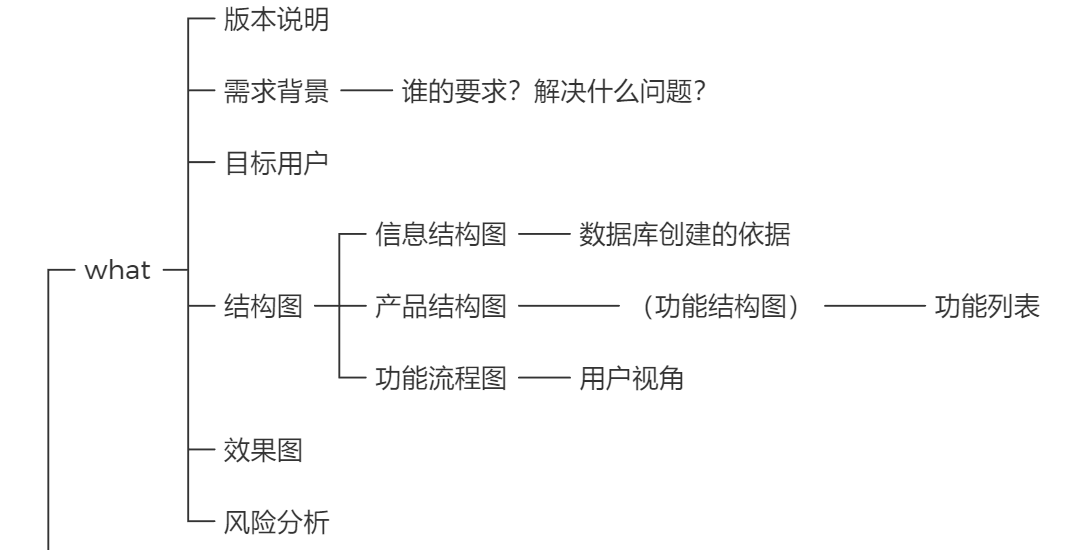 版本说明
需求背景 谁的要求？解决什么问题？
目标用户
信息结构图 数据库创建的依据
what
结构图 产品结构图 （功能结构图） 功能列表
功能流程图 用户视角
效果图
风险分析